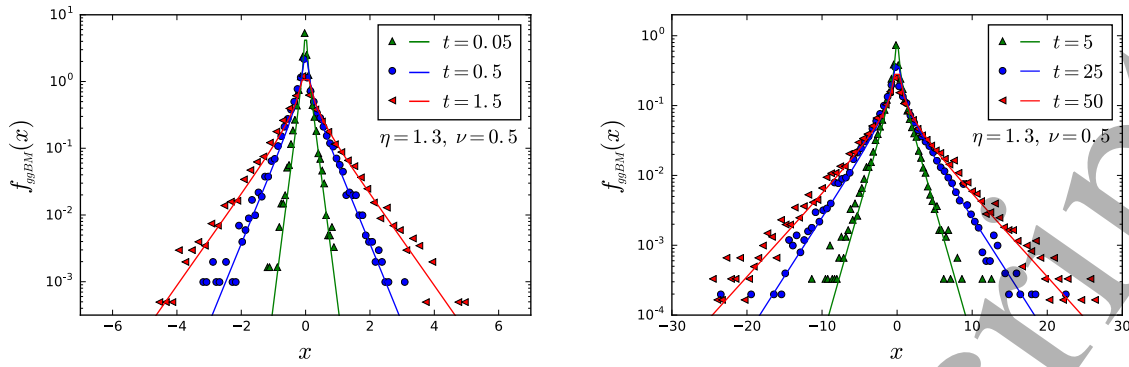 f_{ggBM}(x)
10^1
10^0
10^{-1}
10^{-2}
10^{-3}
t = 0.05
t = 0.5
t = 1.5
η = 1.3, ν = 0.5
−6 −4 −2 0 2 4 6
x
f_{ggBM}(x)
10^0
10^{-1}
10^{-2}
10^{-3}
10^{-4}
t = 5
t = 25
t = 50
η = 1.3, ν = 0.5
−30 −20 −10 0 10 20 30
x